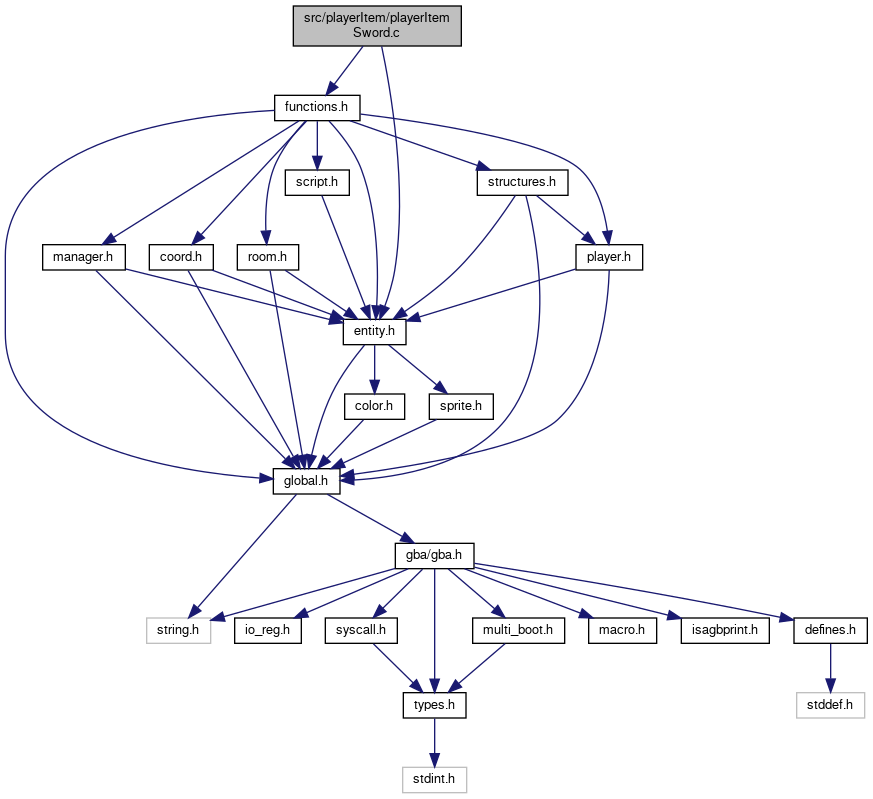 src/playerItem/playerItem
Sword.c
functions.h
script.h
structures.h
manager.h
coord.h
room.h
player.h
entity.h
color.h
sprite.h
global.h
gba/gba.h
string.h
io_reg.h
syscall.h
multi_boot.h
macro.h
isagbprint.h
defines.h
types.h
stddef.h
stdint.h